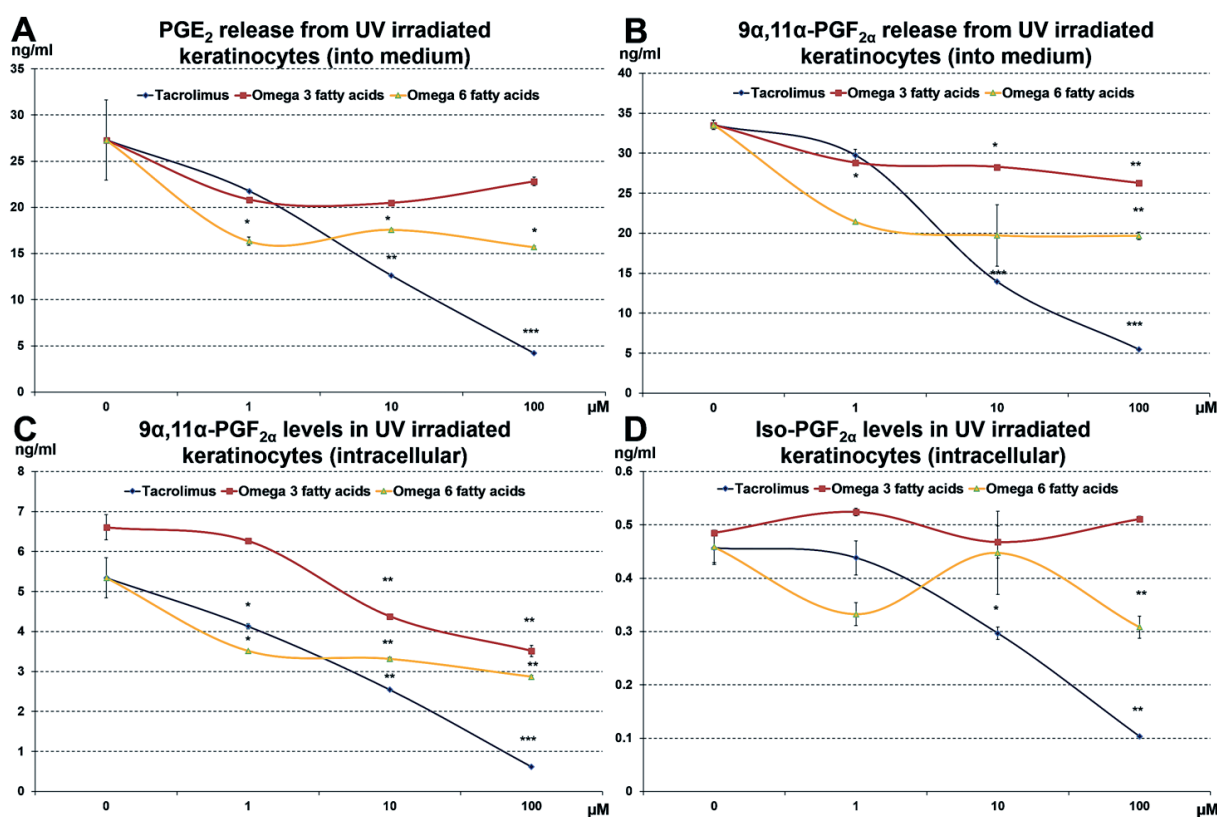 A
PGE₂ release from UV irradiated
keratinocytes (into medium)
ng/ml
Tacrolimus Omega 3 fatty acids Omega 6 fatty acids
35
30
25
20
15
10
5
0
* * *
**
***
0 1 10 100 µM
B
9α,11α-PGF₂α release from UV irradiated
keratinocytes (into medium)
ng/ml
Tacrolimus Omega 3 fatty acids Omega 6 fatty acids
40
35
30
25
20
15
10
5
0
* * **
**
***
***
0 1 10 100 µM
C
9α,11α-PGF₂α levels in UV irradiated
keratinocytes (intracellular)
ng/ml
Tacrolimus Omega 3 fatty acids Omega 6 fatty acids
8
7
6
5
4
3
2
1
0
* ** **
* ** **
**
***
0 1 10 100 µM
D
Iso-PGF₂α levels in UV irradiated
keratinocytes (intracellular)
ng/ml
Tacrolimus Omega 3 fatty acids Omega 6 fatty acids
0.6
0.5
0.4
0.3
0.2
0.1
0
* **
**
0 1 10 100 µM